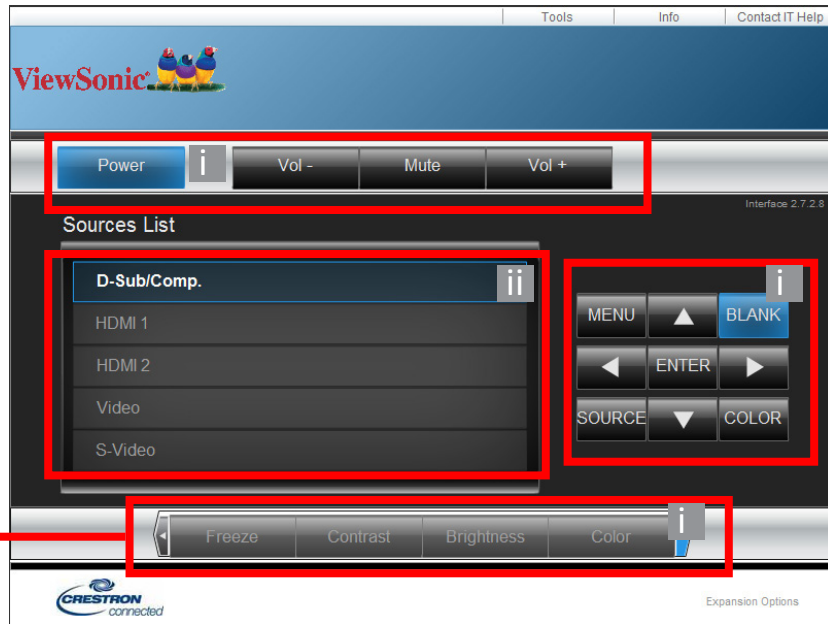 Tools Info Contact IT Help
ViewSonic
Power i Vol - Mute Vol +
Interface 2.7.2.8
Sources List
D-Sub/Comp. ii
HDMI 1
HDMI 2
Video
S-Video
i
MENU BLANK
ENTER
SOURCE COLOR
Freeze Contrast Brightness Color i
CRESTRON
connected
Expansion Options